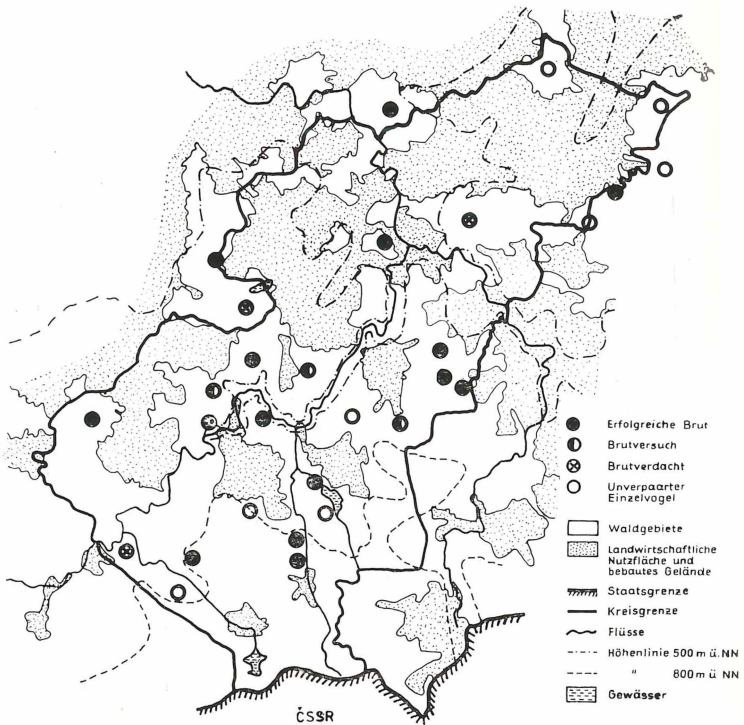 Erfolgreiche Brut
Brutversuch
Brutverdacht
Unverpaarter
Einzelvogel
Waldgebiete
Landwirtschaftliche
Nutzfläche und
bebautes Gelände
Staatsgrenze
Kreisgrenze
Flüsse
Höhenlinie 500 m ü. NN
" 800 m ü NN
Gewässer
ČSSR